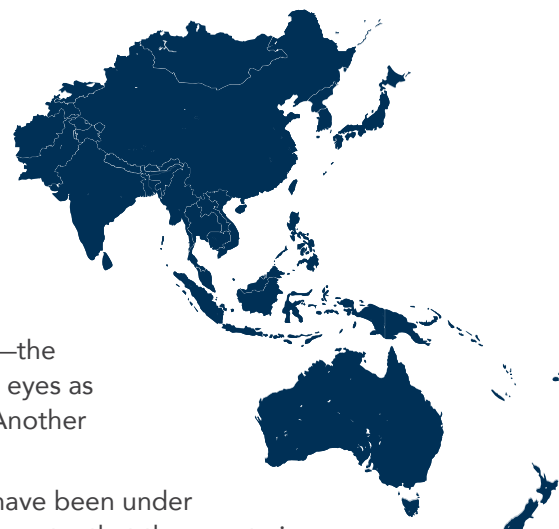 —the
eyes as
Another
have been under